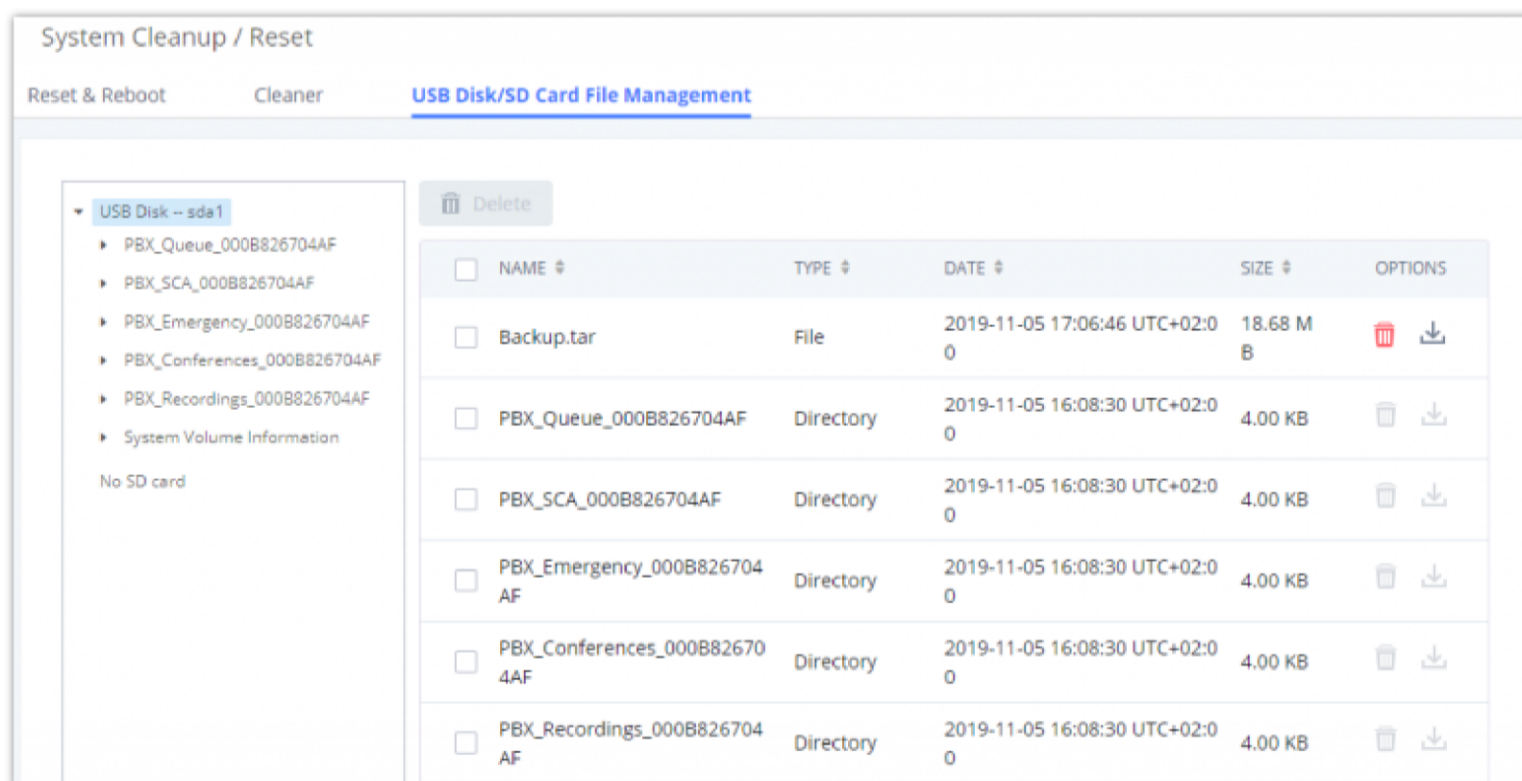 System Cleanup / Reset
Reset & Reboot Cleaner USB Disk/SD Card File Management
USB Disk -- sda1
PBX_Queue_000B826704AF
PBX_SCA_000B826704AF
PBX_Emergency_000B826704AF
PBX_Conferences_000B826704AF
PBX_Recordings_000B826704AF
System Volume Information
No SD card
Delete
NAME TYPE DATE SIZE OPTIONS
Backup.tar File 2019-11-05 17:06:46 UTC+02:0 18.68 M
0 B
PBX_Queue_000B826704AF Directory 2019-11-05 16:08:30 UTC+02:0 4.00 KB
0
PBX_SCA_000B826704AF Directory 2019-11-05 16:08:30 UTC+02:0 4.00 KB
0
PBX_Emergency_000B826704 Directory 2019-11-05 16:08:30 UTC+02:0 4.00 KB
AF 0
PBX_Conferences_000B82670 Directory 2019-11-05 16:08:30 UTC+02:0 4.00 KB
4AF 0
PBX_Recordings_000B826704 Directory 2019-11-05 16:08:30 UTC+02:0 4.00 KB
AF 0